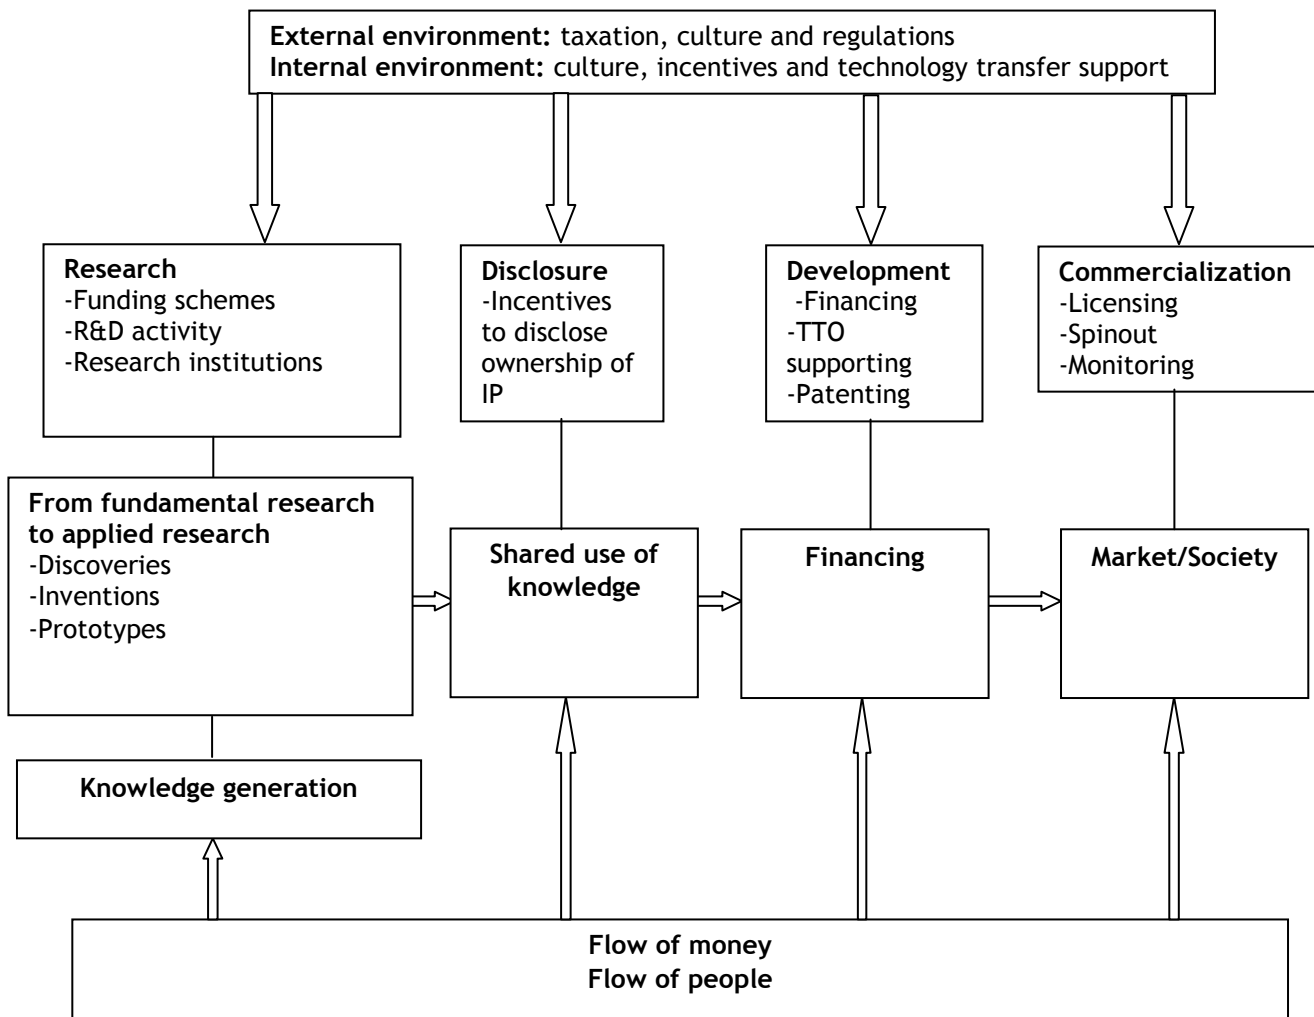 External environment: taxation, culture and regulations
Internal environment: culture, incentives and technology transfer support
Research
-Funding schemes
-R&D activity
-Research institutions
Disclosure
-Incentives
to disclose
ownership of
IP
Development
-Financing
-TTO
supporting
-Patenting
Commercialization
-Licensing
-Spinout
-Monitoring
From fundamental research
to applied research
-Discoveries
-Inventions
-Prototypes
Shared use of
knowledge
Financing
Market/Society
Knowledge generation
Flow of money
Flow of people